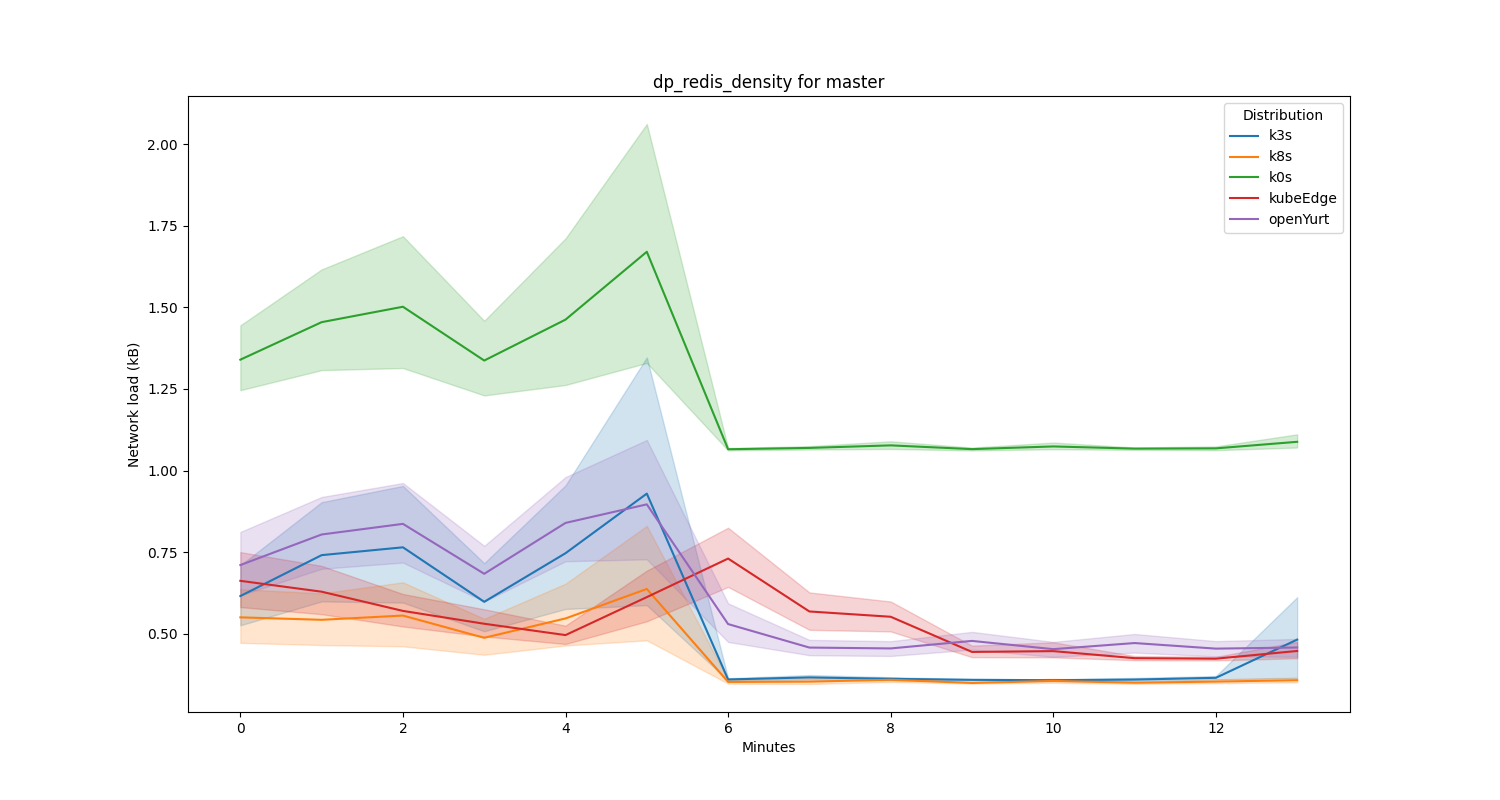 dp_redis_density for master
Distribution
k3s
k8s
k0s
kubeEdge
openYurt
Network load (kB)
2.00
1.75
1.50
1.25
1.00
0.75
0.50
0
2
4
6
8
10
12
Minutes